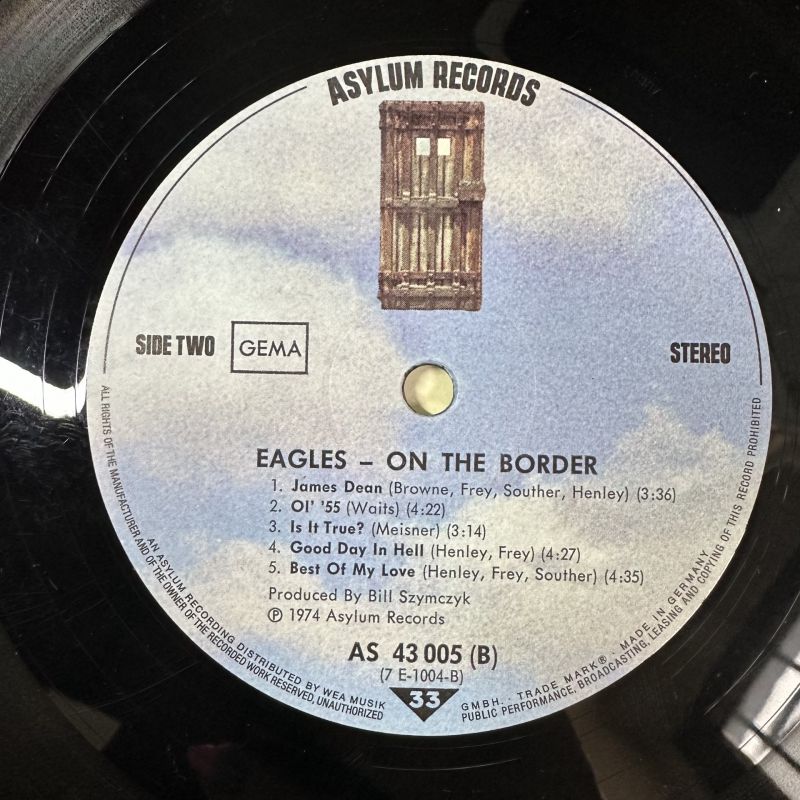 ASYLUM RECORDS
SIDE TWO
GEMA
STEREO
EAGLES – ON THE BORDER
1. James Dean (Browne, Frey, Souther, Henley) (3:36)
2. Ol' '55 (Waits) (4:22)
3. Is It True? (Meisner) (3:14)
4. Good Day In Hell (Henley, Frey) (4:27)
5. Best Of My Love (Henley, Frey, Souther) (4:35)
Produced By Bill Szymczyk
℗ 1974 Asylum Records
AS 43 005 (B)
(7 E-1004-B)
33
ALL RIGHTS OF THE MANUFACTURER AND OF THE OWNER OF THE RECORDED WORK RESERVED, UNAUTHORIZED
PUBLIC PERFORMANCE, BROADCASTING, LEASING AND COPYING OF THIS RECORD PROHIBITED
AN ASYLUM RECORDING DISTRIBUTED BY WEA MUSIK
GMBH. · TRADE MARK® · MADE IN GERMANY